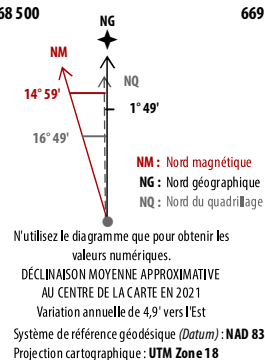 68 500
669
NG
NM
NQ
14° 59'
1° 49'
16° 49'
NM : Nord magnétique
NG : Nord géographique
NQ : Nord du quadrillage
N'utilisez le diagramme que pour obtenir les
valeurs numériques.
DÉCLINAISON MOYENNE APPROXIMATIVE
AU CENTRE DE LA CARTE EN 2021
Variation annuelle de 4,9' vers l'Est
Système de référence géodésique (Datum) : NAD 83
Projection cartographique : UTM Zone 18